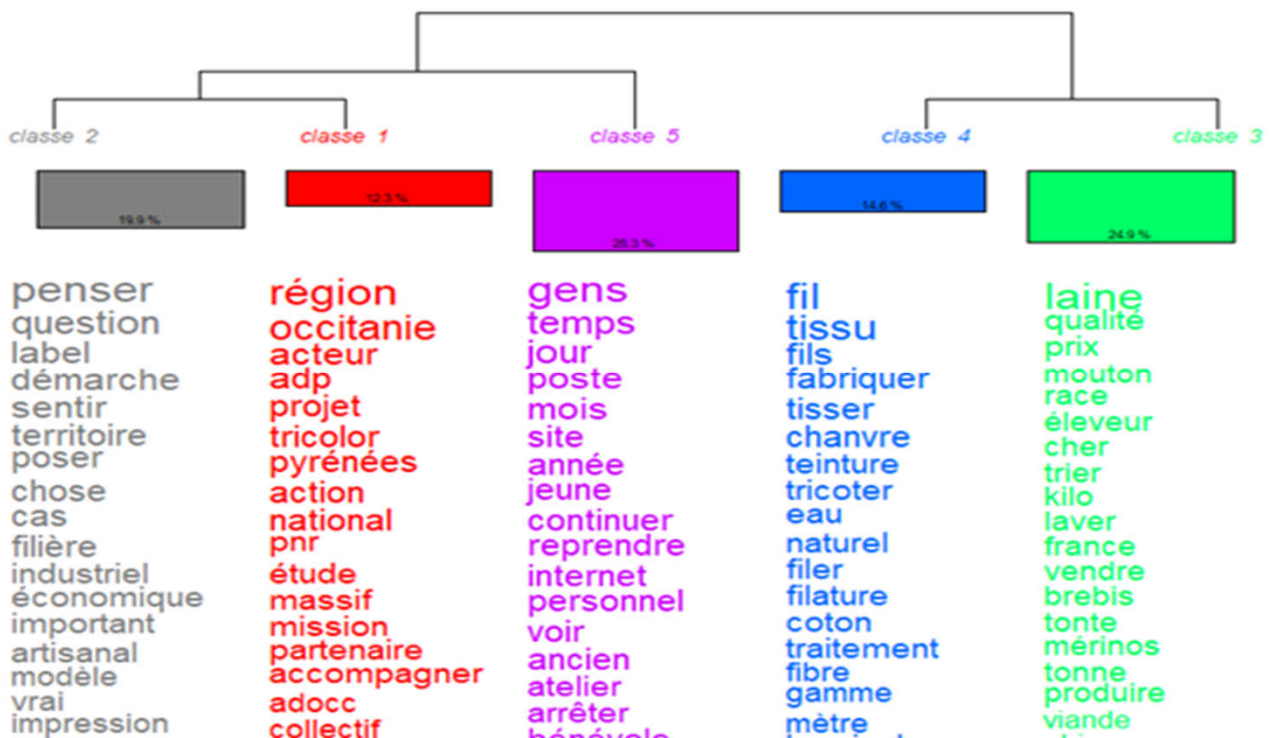 classe 2
classe 1
classe 5
classe 4
classe 3
19.9 %
12.3 %
28.3 %
14.6 %
24.9 %
penser
question
label
démarche
sentir
territoire
poser
chose
cas
filière
industriel
économique
important
artisanal
modèle
vrai
impression
région
occitanie
acteur
adp
projet
tricolor
pyrénées
action
national
pnr
étude
massif
mission
partenaire
accompagner
adocc
collectif
gens
temps
jour
poste
mois
site
année
jeune
continuer
reprendre
internet
personnel
voir
ancien
atelier
arrêter
bénévole
fil
tissu
fils
fabriquer
tisser
chanvre
teinture
tricoter
eau
naturel
filer
filature
coton
traitement
fibre
gamme
mètre
laine
qualité
prix
mouton
race
éleveur
cher
trier
kilo
laver
france
vendre
brebis
tonte
mérinos
tonne
produire
viande